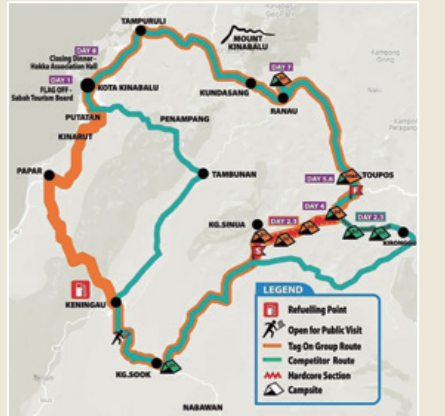 TAMPURULI
MOUNT
KINABALU
DAY 8
Closing Dinner -
Hakka Association Hall
DAY 1
FLAG OFF -
Sabah Tourism Board
KOTA KINABALU
DAY 7
KUNDASANG
RANAU
PUTATAN
PENAMPANG
KINARUT
PAPAR
TAMBUNAN
DAY 5,6
TOUPOS
DAY 4
KG.SINUA
DAY 2,3
DAY 2,3
KENINGAU
KG.SOOK
NABAWAN
LEGEND
Refuelling Point
Open for Public Visit
Tag On Group Route
Competitor Route
Hardcore Section
Campsite